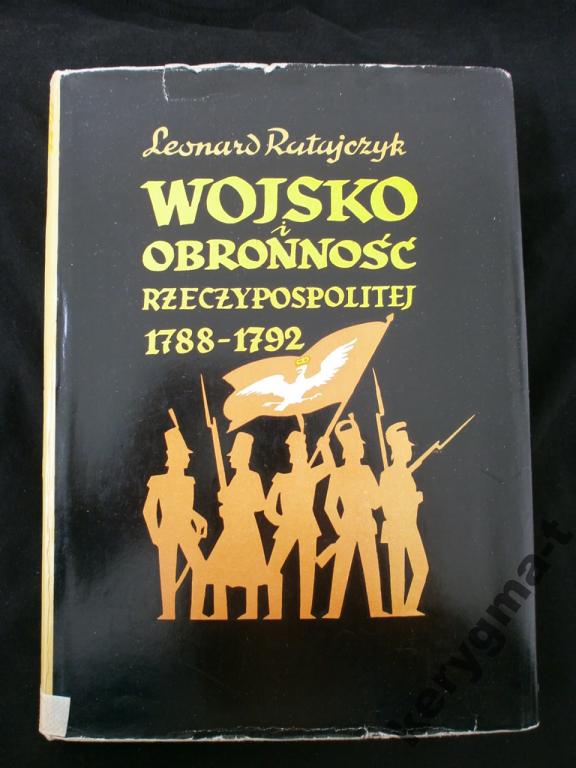 Leonard Ratajczyk
WOJSKO
i
OBRONNOŚĆ
RZECZYPOSPOLITEJ
1788-1792
kerygma-t